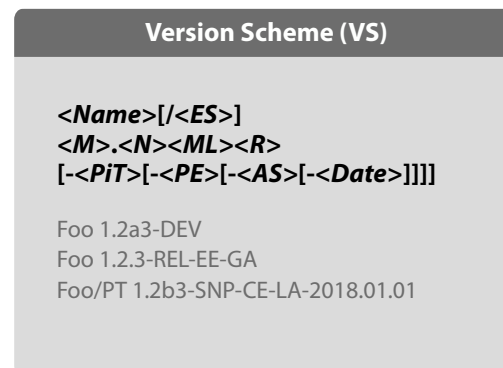 Version Scheme (VS)
<Name>[/<ES>]
<M>.<N><ML><R>
[-<PiT>[-<PE>[-<AS>[-<Date>]]]]
Foo 1.2a3-DEV
Foo 1.2.3-REL-EE-GA
Foo/PT 1.2b3-SNP-CE-LA-2018.01.01